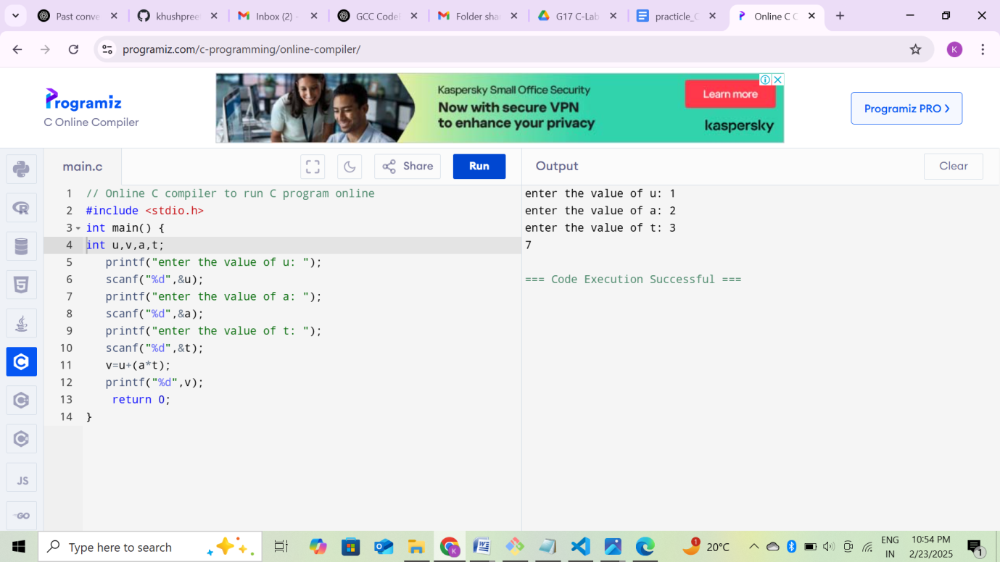 Past conve
khushpree
Inbox (2) -
GCC Code
Folder sha
G17 C-Lab
practicle_C
Online C C
programiz.com/c-programming/online-compiler/
K
Programiz
C Online Compiler
Kaspersky Small Office Security
Now with secure VPN
to enhance your privacy
Learn more
kaspersky
Programiz PRO
main.c
Share
Run
Output
Clear
1 // Online C compiler to run C program online
2 #include <stdio.h>
3 int main() {
4 int u,v,a,t;
5 printf("enter the value of u: ");
6 scanf("%d",&u);
7 printf("enter the value of a: ");
8 scanf("%d",&a);
9 printf("enter the value of t: ");
10 scanf("%d",&t);
11 v=u+(a*t);
12 printf("%d",v);
13 return 0;
14 }
enter the value of u: 1
enter the value of a: 2
enter the value of t: 3
7
=== Code Execution Successful ===
JS
GO
Type here to search
1
20°C
ENG
IN
10:54 PM
2/23/2025
1